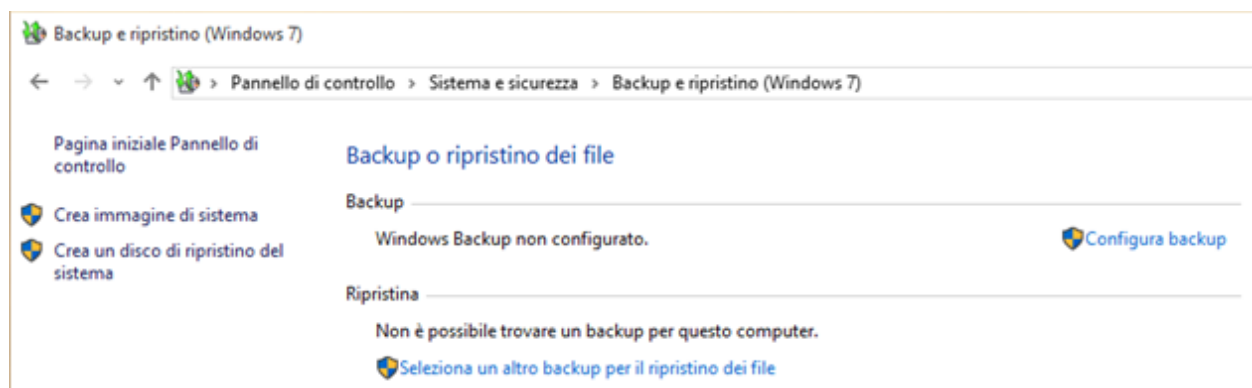 Backup e ripristino (Windows 7)
Pannello di controllo > Sistema e sicurezza > Backup e ripristino (Windows 7)
Pagina iniziale Pannello di
controllo
Crea immagine di sistema
Crea un disco di ripristino del
sistema
Backup o ripristino dei file
Backup
Windows Backup non configurato.
Configura backup
Ripristina
Non è possibile trovare un backup per questo computer.
Seleziona un altro backup per il ripristino dei file